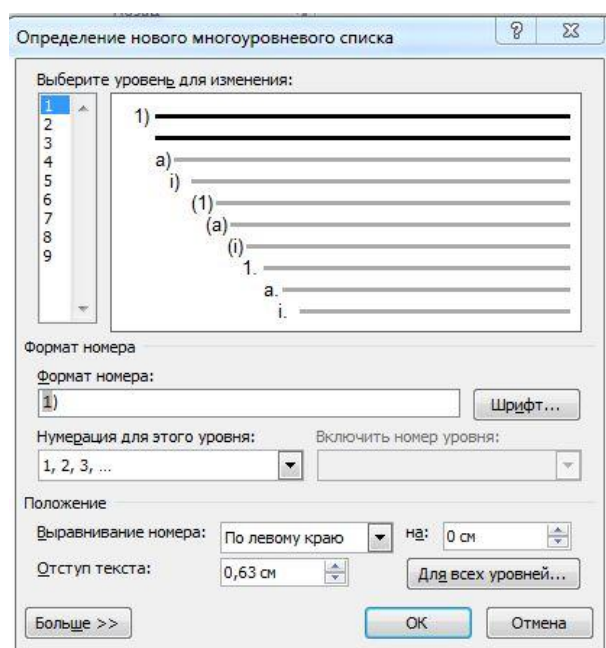 Определение нового многоуровневого списка
Выберите уровень для изменения:
1
2
3
4
5
6
7
8
9
1)
a)
i)
(1)
(a)
(i)
1.
a.
i.
Формат номера
Формат номера:
1)
Шрифт...
Нумерация для этого уровня: Включить номер уровня:
1, 2, 3, ...
Положение
Выравнивание номера: По левому краю на: 0 см
Отступ текста: 0,63 см Для всех уровней...
Больше >> ОК Отмена